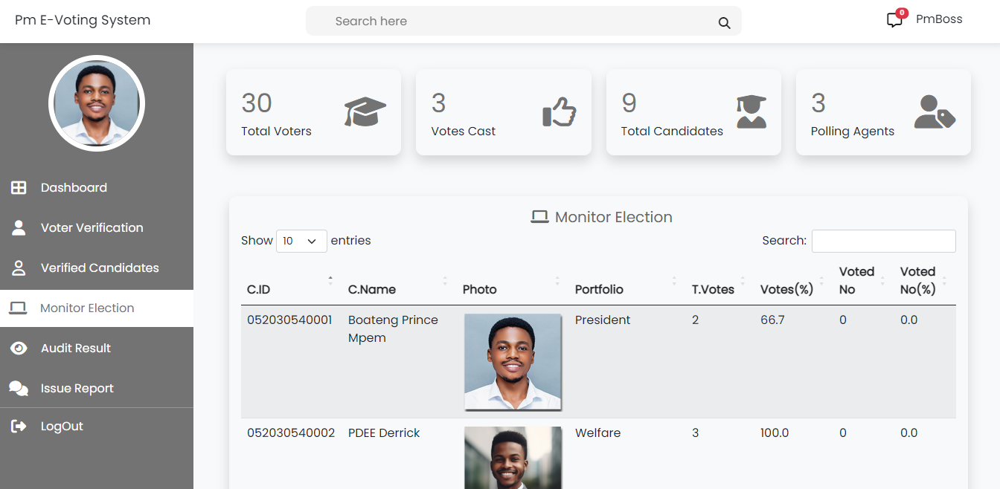 Pm E-Voting System
Search here
0
PmBoss
Dashboard
Voter Verification
Verified Candidates
Monitor Election
Audit Result
Issue Report
LogOut
30
Total Voters
3
Votes Cast
9
Total Candidates
3
Polling Agents
Monitor Election
Show 10 entries
Search:
C.ID C.Name Photo Portfolio T.Votes Votes(%) Voted No Voted No(%)
052030540001 Boateng Prince Mpem President 2 66.7 0 0.0
052030540002 PDEE Derrick Welfare 3 100.0 0 0.0